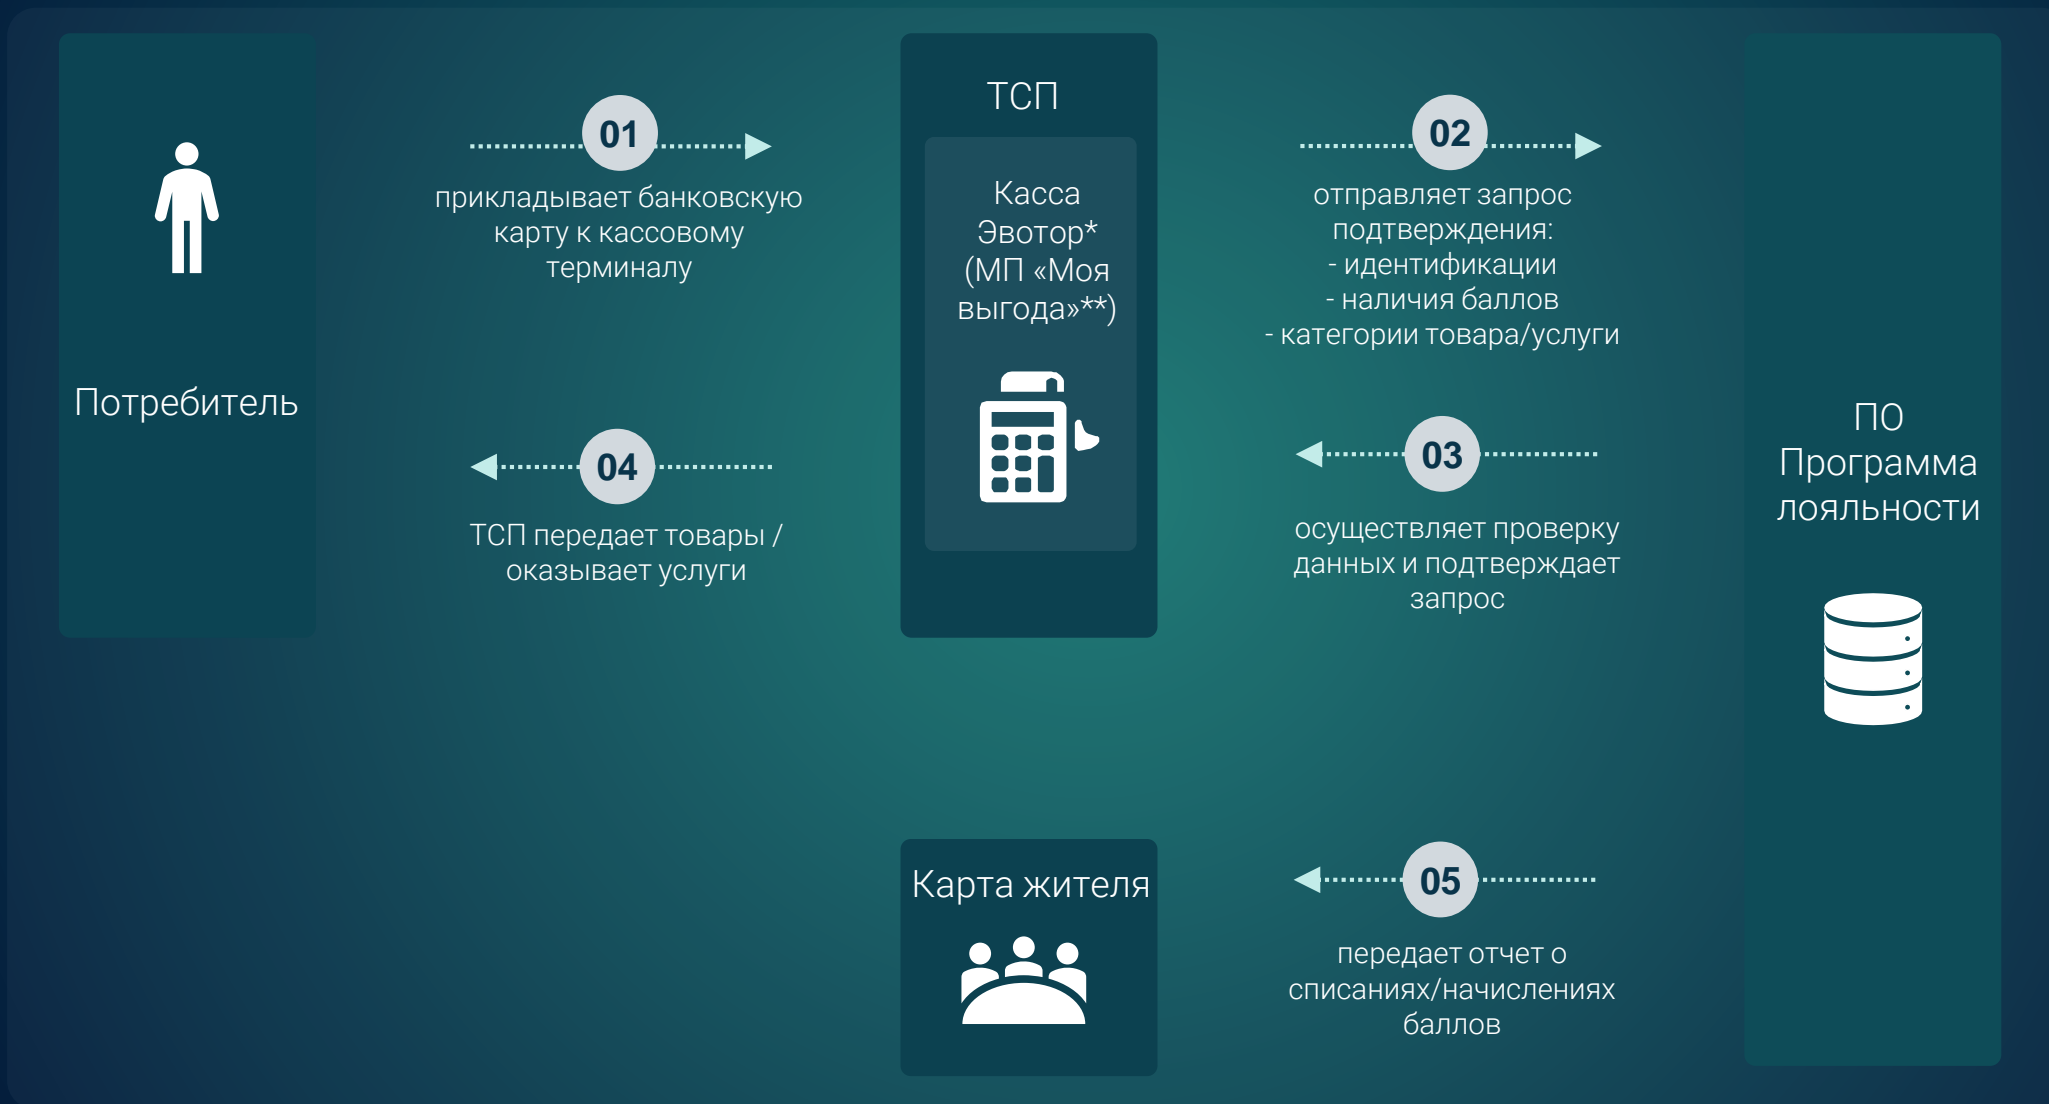 Потребитель
01
прикладывает банковскую
карту к кассовому
терминалу
04
ТСП передает товары /
оказывает услуги
ТСП
Касса
Эвотор*
(МП «Моя
выгода»**)
02
отправляет запрос
подтверждения:
- идентификации
- наличия баллов
- категории товара/услуги
03
осуществляет проверку
данных и подтверждает
запрос
ПО
Программа
лояльности
Карта жителя
05
передает отчет о
списаниях/начислениях
баллов